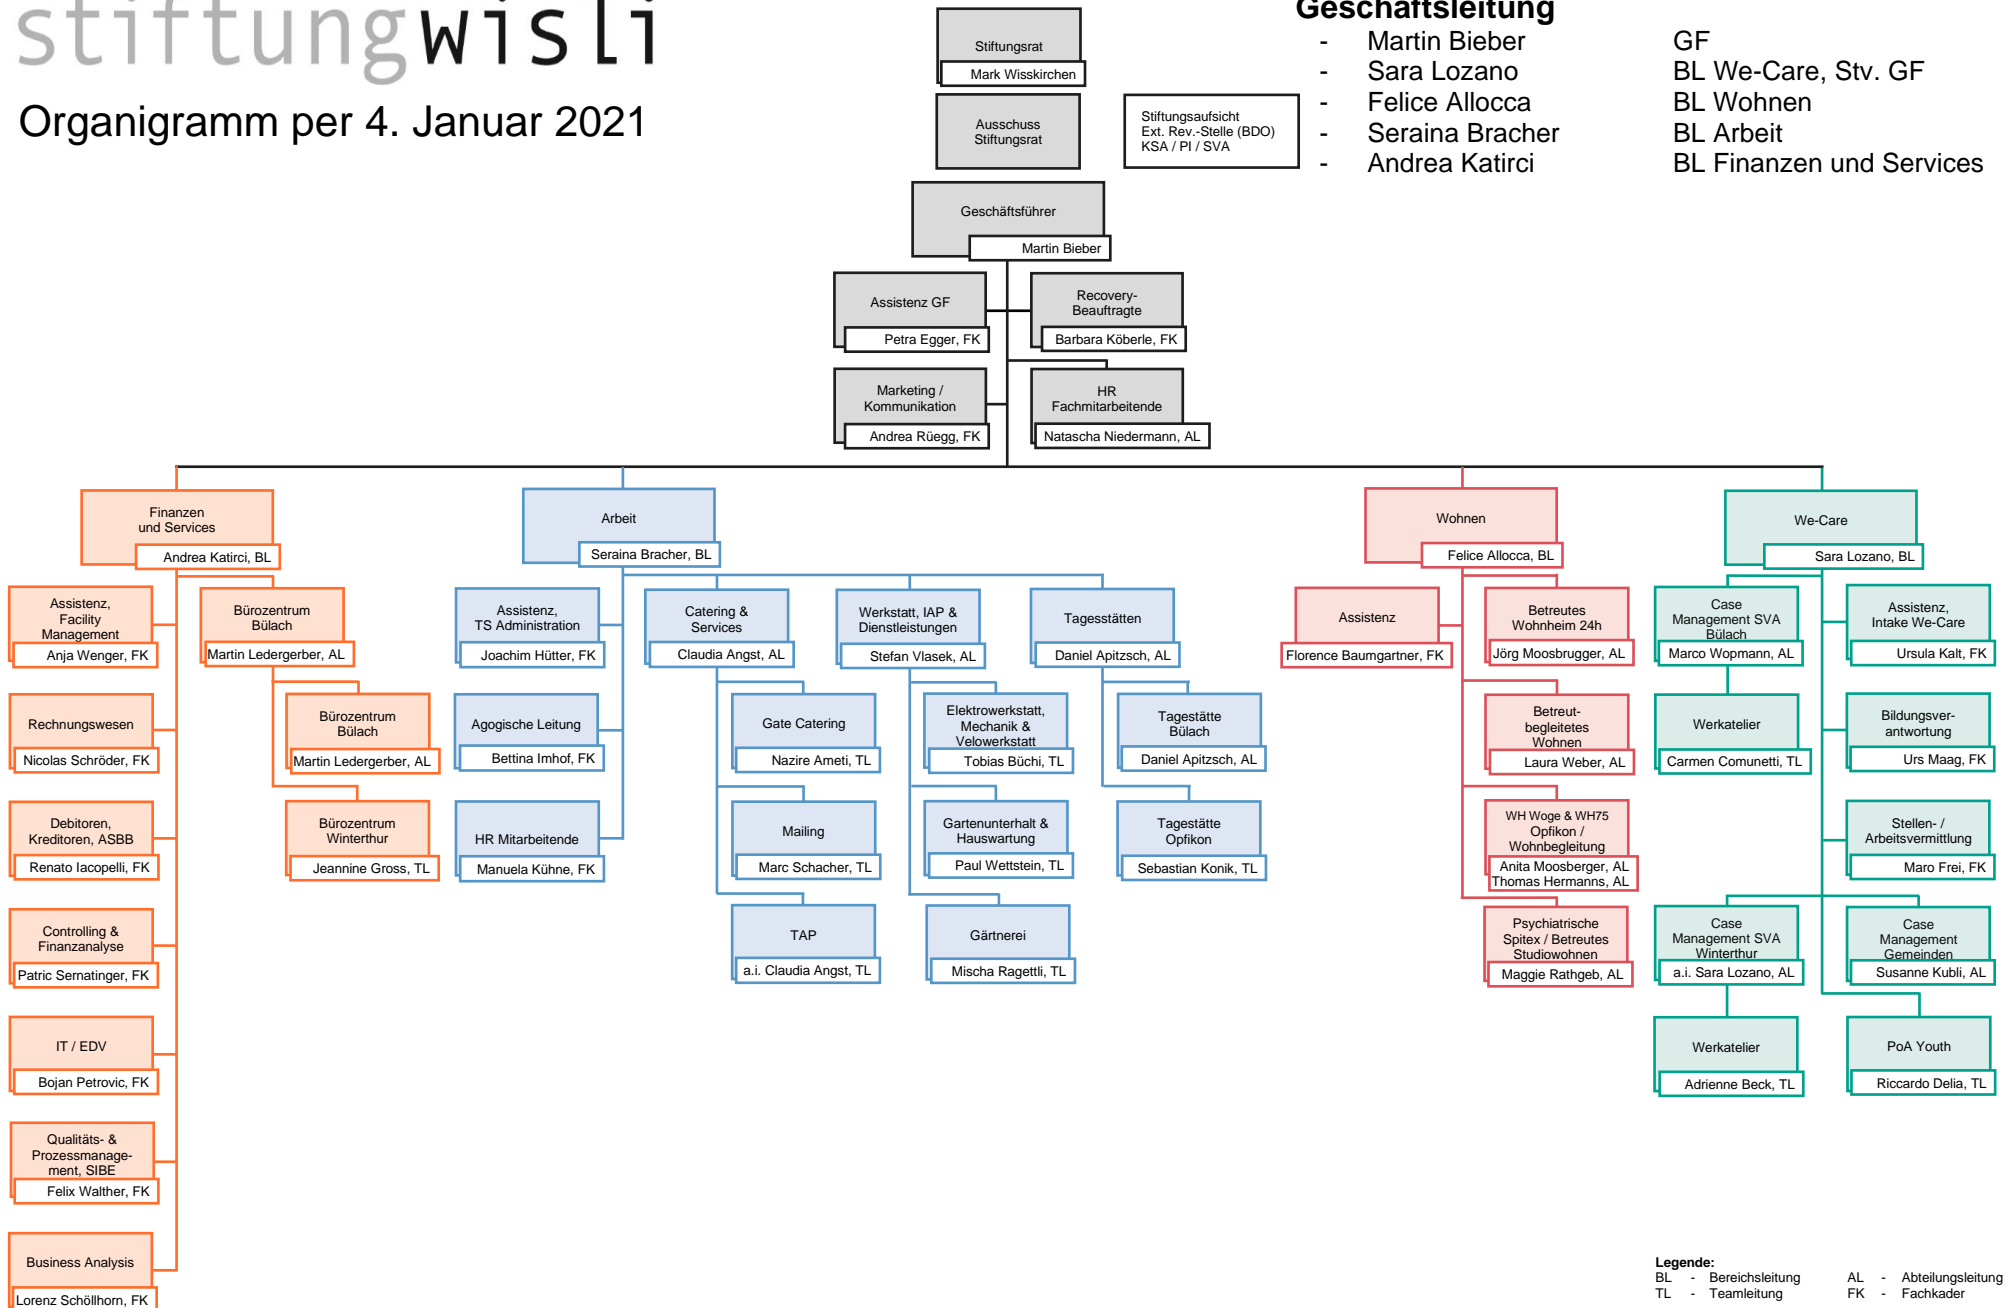 stiftungwisli
Organigramm per 4. Januar 2021
Geschäftsleitung
- Martin Bieber GF
- Sara Lozano BL We-Care, Stv. GF
- Felice Allocca BL Wohnen
- Seraina Bracher BL Arbeit
- Andrea Katirci BL Finanzen und Services
Stiftungsrat
Mark Wisskirchen
Ausschuss
Stiftungsrat
Stiftungsaufsicht
Ext. Rev.-Stelle (BDO)
KSA / PI / SVA
Geschäftsführer
Martin Bieber
Assistenz GF
Petra Egger, FK
Recovery-
Beauftragte
Barbara Köberle, FK
Marketing /
Kommunikation
Andrea Rüegg, FK
HR
Fachmitarbeitende
Natascha Niedermann, AL
Finanzen
und Services
Andrea Katirci, BL
Assistenz,
Facility
Management
Anja Wenger, FK
Rechnungswesen
Nicolas Schröder, FK
Debitoren,
Kreditoren, ASBB
Renato Iacopelli, FK
Controlling &
Finanzanalyse
Patric Sernatinger, FK
IT / EDV
Bojan Petrovic, FK
Qualitäts- &
Prozessmanage-
ment, SIBE
Felix Walther, FK
Business Analysis
Lorenz Schöllhorn, FK
Bürozentrum
Bülach
Martin Ledergerber, AL
Bürozentrum
Bülach
Martin Ledergerber, AL
Bürozentrum
Winterthur
Jeannine Gross, TL
Arbeit
Seraina Bracher, BL
Assistenz,
TS Administration
Joachim Hütter, FK
Agogische Leitung
Bettina Imhof, FK
HR Mitarbeitende
Manuela Kühne, FK
Catering &
Services
Claudia Angst, AL
Gate Catering
Nazire Ameti, TL
Mailing
Marc Schacher, TL
TAP
a.i. Claudia Angst, TL
Werkstatt, IAP &
Dienstleistungen
Stefan Vlasek, AL
Elektrowerkstatt,
Mechanik &
Velowerkstatt
Tobias Büchi, TL
Gartenunterhalt &
Hauswartung
Paul Wettstein, TL
Gärtnerei
Mischa Ragettli, TL
Tagesstätten
Daniel Apitzsch, AL
Tagestätte
Bülach
Daniel Apitzsch, AL
Tagestätte
Opfikon
Sebastian Konik, TL
Wohnen
Felice Allocca, BL
Assistenz
Florence Baumgartner, FK
Betreutes
Wohnheim 24h
Jörg Moosbrugger, AL
Betreut-
begleitetes
Wohnen
Laura Weber, AL
WH Woge & WH75
Opfikon /
Wohnbegleitung
Anita Moosberger, AL
Thomas Hermanns, AL
Psychiatrische
Spitex / Betreutes
Studiowohnen
Maggie Rathgeb, AL
We-Care
Sara Lozano, BL
Case
Management SVA
Bülach
Marco Wopmann, AL
Werkatelier
Carmen Comunetti, TL
Assistenz,
Intake We-Care
Ursula Kalt, FK
Bildungsver-
antwortung
Urs Maag, FK
Stellen- /
Arbeitsvermittlung
Maro Frei, FK
Case
Management SVA
Winterthur
a.i. Sara Lozano, AL
Werkatelier
Adrienne Beck, TL
Case
Management
Gemeinden
Susanne Kubli, AL
PoA Youth
Riccardo Delia, TL
Legende:
BL - Bereichsleitung AL - Abteilungsleitung
TL - Teamleitung FK - Fachkader